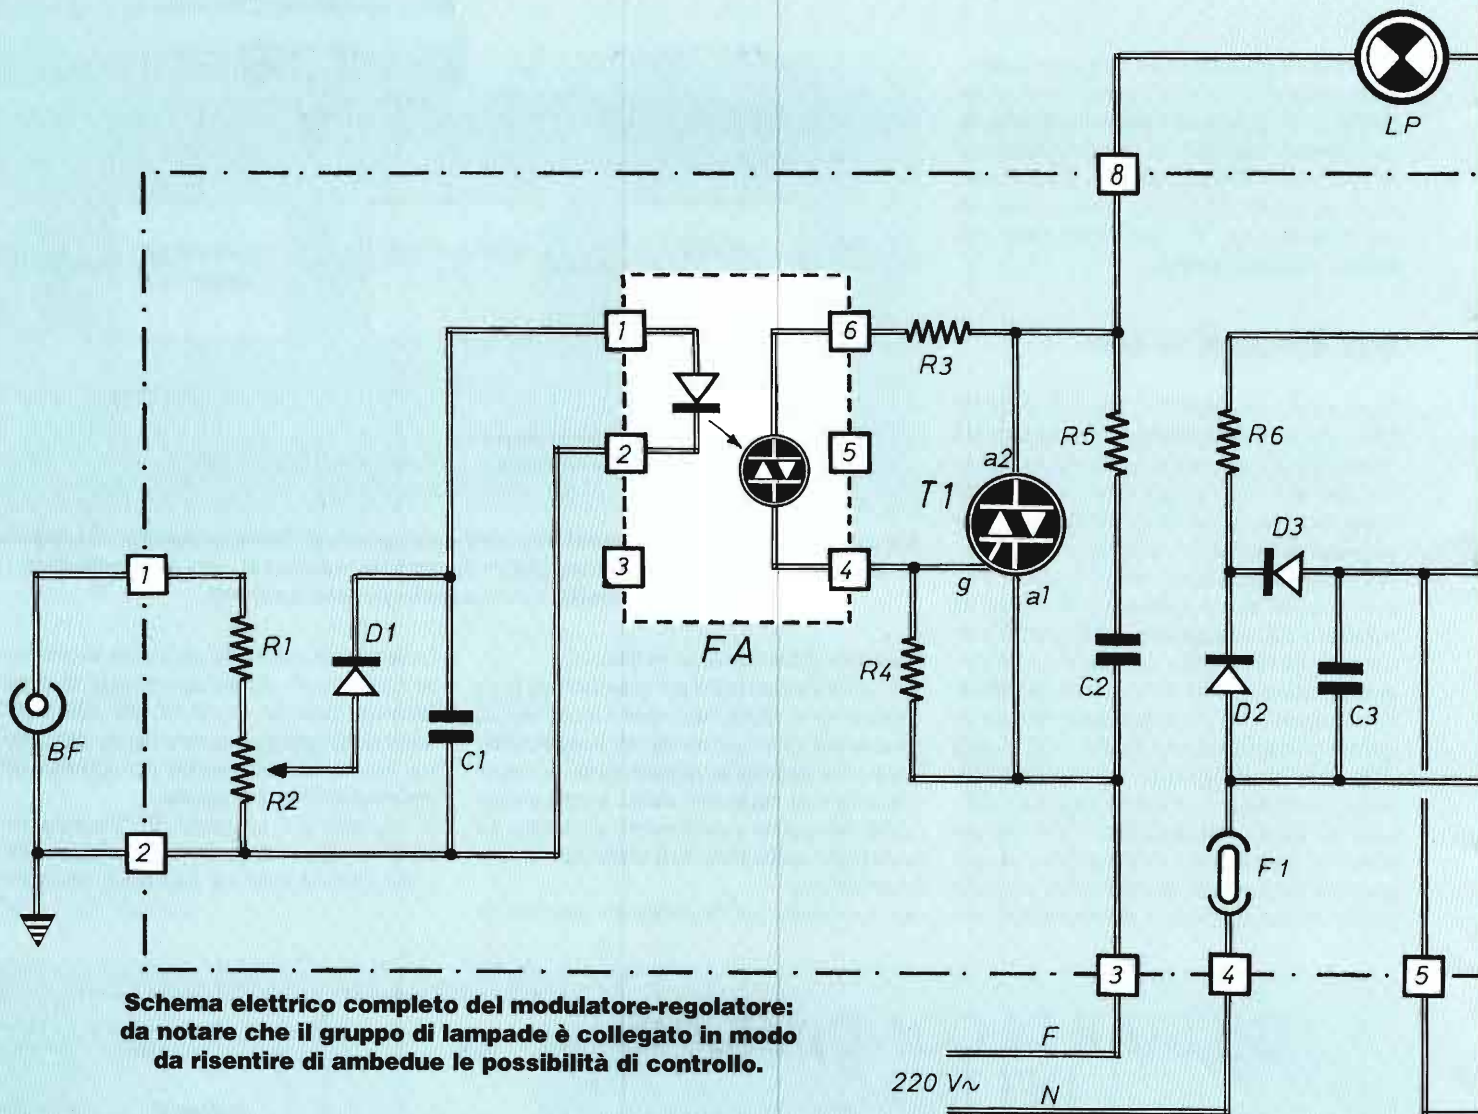 LP
8
1
6
R3
2
5
R5
R6
a2
T1
D3
3
4
g
a1
1
FA
R1
D1
R4
C2
D2
C3
BF
C1
R2
2
F1
3
4
5
Schema elettrico completo del modulatore-regolatore:
da notare che il gruppo di lampade è collegato in modo
da risentire di ambedue le possibilità di controllo.
F
220 V~
N